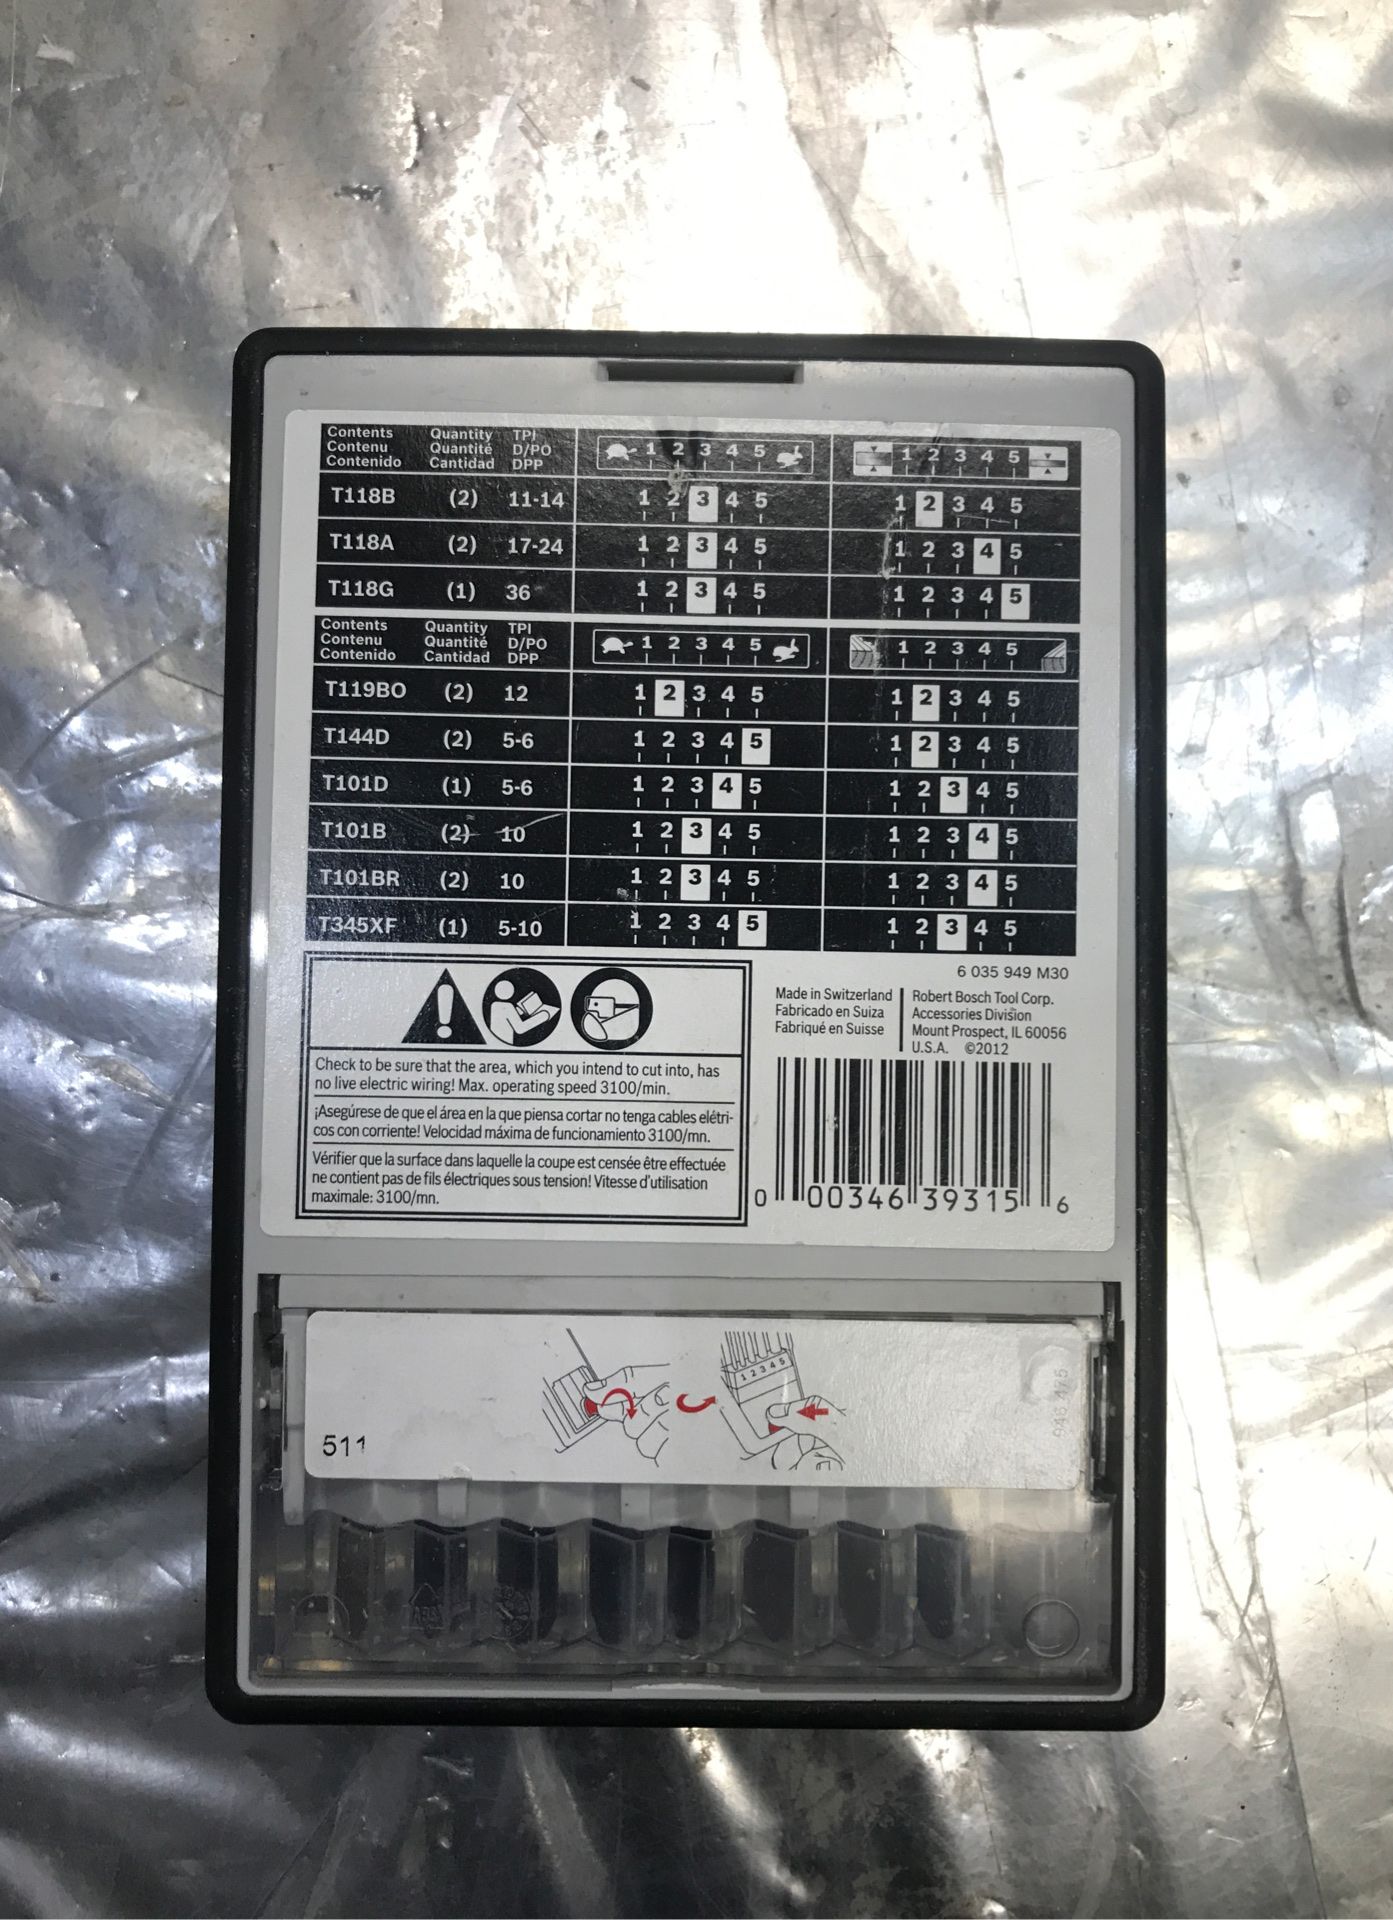 Contents Quantity TPI
Contenu Quantité D/PO 1 2 3 4 5 1 2 3 4 5
Contenido Cantidad DPP
T118B (2) 11-14 1 2 3 4 5 1 2 3 4 5
T118A (2) 17-24 1 2 3 4 5 1 2 3 4 5
T118G (1) 36 1 2 3 4 5 1 2 3 4 5
Contents Quantity TPI
Contenu Quantité D/PO 1 2 3 4 5 1 2 3 4 5
Contenido Cantidad DPP
T119BO (2) 12 1 2 3 4 5 1 2 3 4 5
T144D (2) 5-6 1 2 3 4 5 1 2 3 4 5
T101D (1) 5-6 1 2 3 4 5 1 2 3 4 5
T101B (2) 10 1 2 3 4 5 1 2 3 4 5
T101BR (2) 10 1 2 3 4 5 1 2 3 4 5
T345XF (1) 5-10 1 2 3 4 5 1 2 3 4 5
6 035 949 M30
Made in Switzerland
Fabricado en Suiza
Fabriqué en Suisse
Robert Bosch Tool Corp.
Accessories Division
Mount Prospect, IL 60056
U.S.A. ©2012
Check to be sure that the area, which you intend to cut into, has
no live electric wiring! Max. operating speed 3100/min.
¡Asegúrese de que el área en la que piensa cortar no tenga cables elétri-
cos con corriente! Velocidad máxima de funcionamiento 3100/mn.
Vérifier que la surface dans laquelle la coupe est censée être effectuée
ne contient pas de fils électriques sous tension! Vitesse d'utilisation
maximale: 3100/mn.
0 00346 39315 6
1 2 3 4 5
511